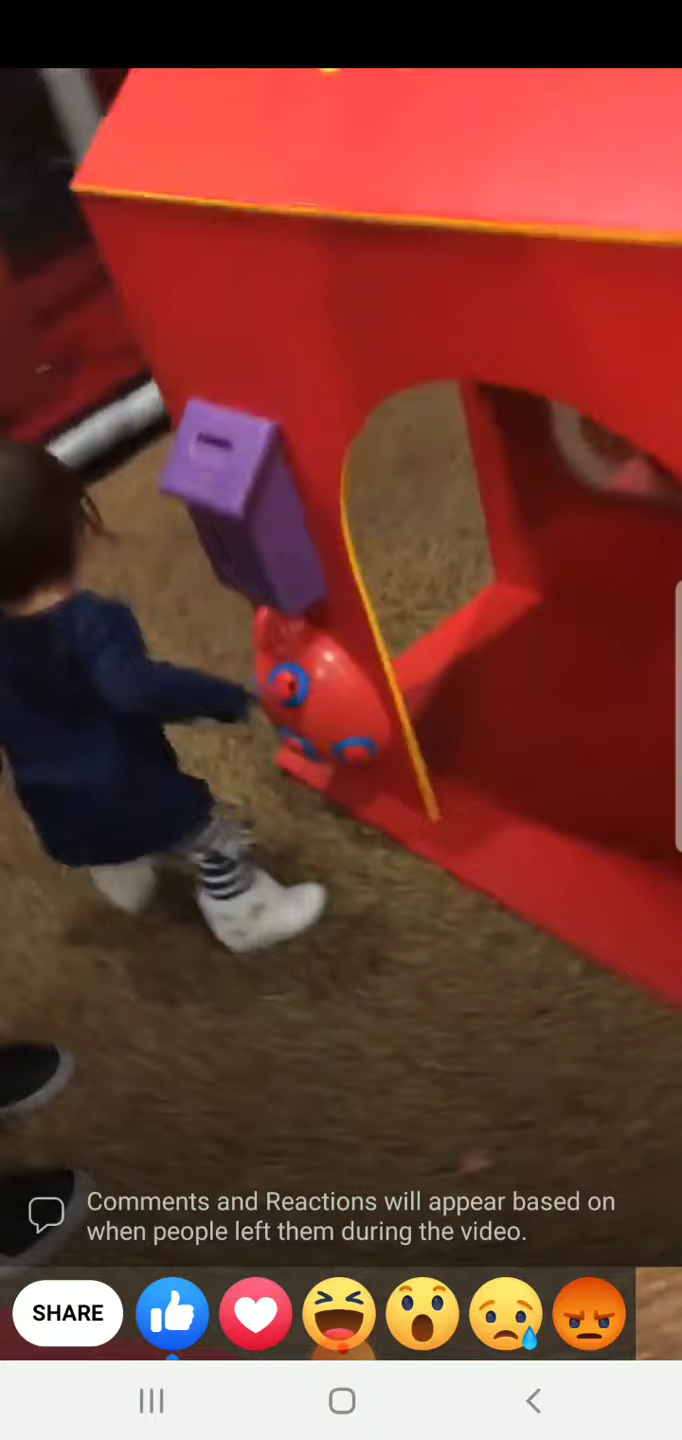 Comments and Reactions will appear based on
when people left them during the video.
SHARE